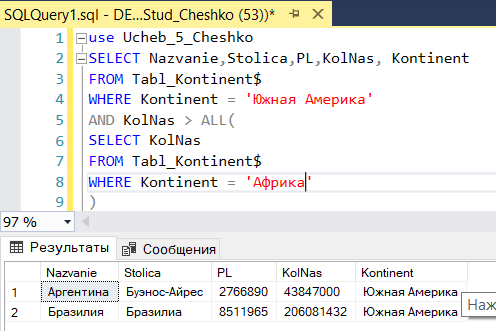 SQLQuery1.sql - DE...Stud_Cheshko (53))*
1 use Ucheb_5_Cheshko
2 SELECT Nazvanie,Stolica,PL,KolNas, Kontinent
3 FROM Tabl_Kontinent$
4 WHERE Kontinent = 'Южная Америка'
5 AND KolNas > ALL(
6 SELECT KolNas
7 FROM Tabl_Kontinent$
8 WHERE Kontinent = 'Африка'
9 )
97 %
Результаты Сообщения
Nazvanie Stolica PL KolNas Kontinent
1 Аргентина Буэнос-Айрес 2766890 43847000 Южная Америка
2 Бразилия Бразилиа 8511965 206081432 Южная Америка